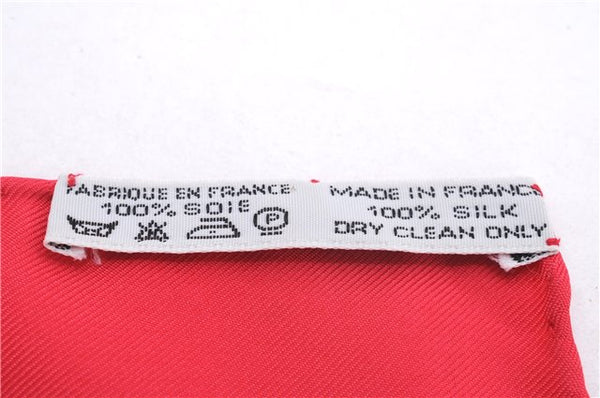 FABRIQUE EN FRANCE
100% SOIE
P
MADE IN FRANCE
100% SILK
DRY CLEAN ONLY